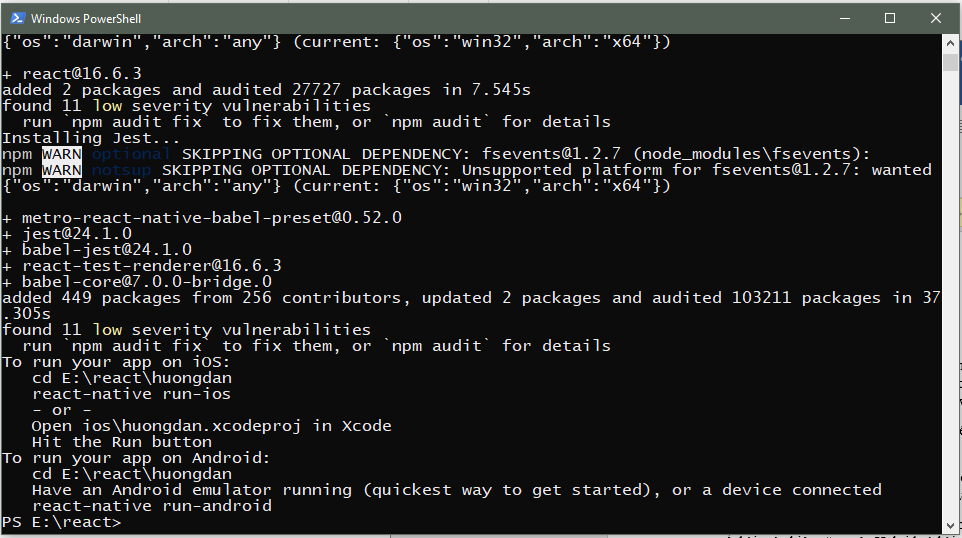 Windows PowerShell
{"os":"darwin","arch":"any"} (current: {"os":"win32","arch":"x64"})
+ react@16.6.3
added 2 packages and audited 27727 packages in 7.545s
found 11 low severity vulnerabilities
  run `npm audit fix` to fix them, or `npm audit` for details
Installing Jest...
npm WARN optional SKIPPING OPTIONAL DEPENDENCY: fsevents@1.2.7 (node_modules\fsevents):
npm WARN notsup SKIPPING OPTIONAL DEPENDENCY: Unsupported platform for fsevents@1.2.7: wanted
{"os":"darwin","arch":"any"} (current: {"os":"win32","arch":"x64"})
+ metro-react-native-babel-preset@0.52.0
+ jest@24.1.0
+ babel-jest@24.1.0
+ react-test-renderer@16.6.3
+ babel-core@7.0.0-bridge.0
added 449 packages from 256 contributors, updated 2 packages and audited 103211 packages in 37
.305s
found 11 low severity vulnerabilities
  run `npm audit fix` to fix them, or `npm audit` for details
To run your app on iOS:
   cd E:\react\huongdan
   react-native run-ios
   - or -
   Open ios\huongdan.xcodeproj in Xcode
   Hit the Run button
To run your app on Android:
   cd E:\react\huongdan
   Have an Android emulator running (quickest way to get started), or a device connected
   react-native run-android
PS E:\react>